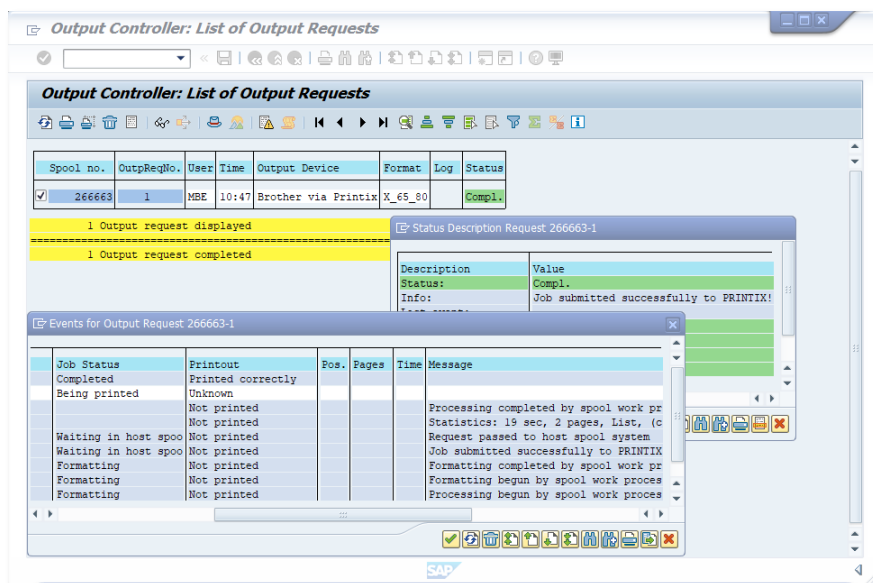 Output Controller: List of Output Requests
Output Controller: List of Output Requests
Spool no. OutpReqNo. User Time Output Device Format Log Status
266663 1 MBE 10:47 Brother via Printix X_65_80 Compl.
1 Output request displayed
1 Output request completed
Status Description Request 266663-1
Description Value
Status: Compl.
Info: Job submitted successfully to PRINTIX!
Events for Output Request 266663-1
Job Status Printout Pos. Pages Time Message
Completed Printed correctly
Being printed Unknown
Not printed Processing completed by spool work pr
Not printed Statistics: 19 sec, 2 pages, List, (c
Waiting in host spoo Not printed Request passed to host spool system
Waiting in host spoo Not printed Job submitted successfully to PRINTIX
Formatting Not printed Formatting completed by spool work pr
Formatting Not printed Formatting begun by spool work proces
Formatting Not printed Processing begun by spool work proces
SAP